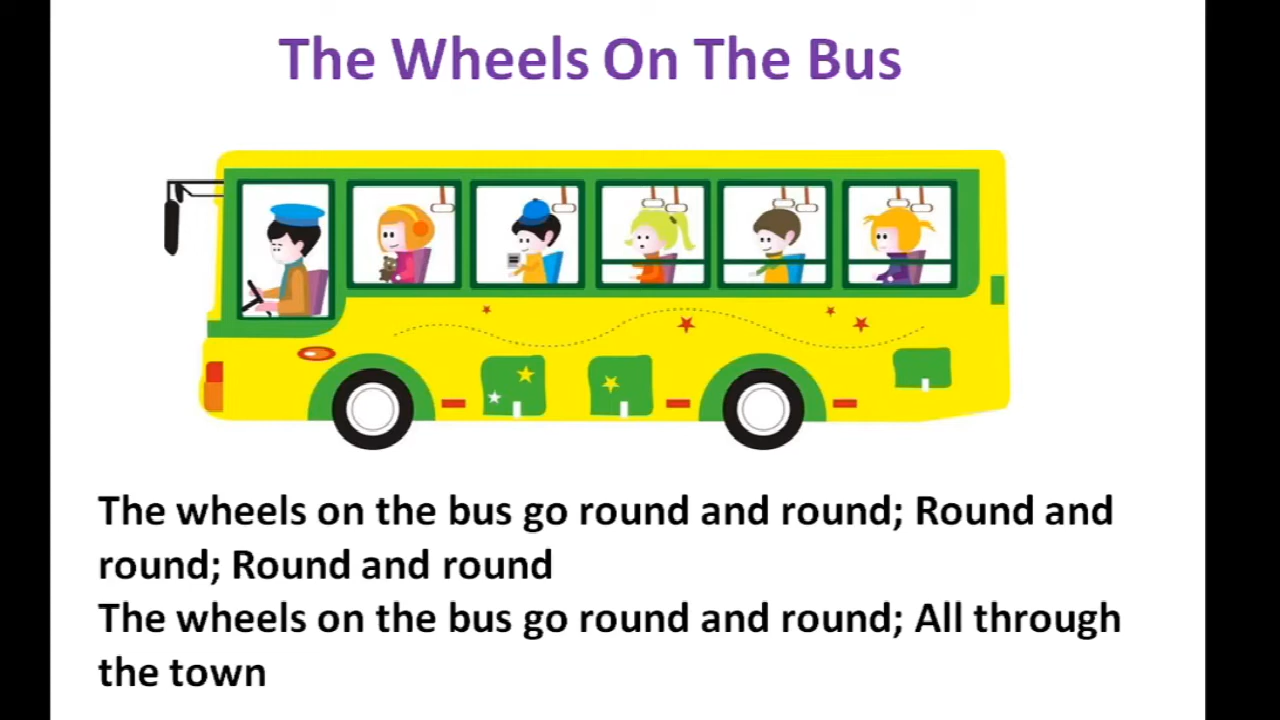 The Wheels On The Bus
The wheels on the bus go round and round; Round and
round; Round and round
The wheels on the bus go round and round; All through
the town